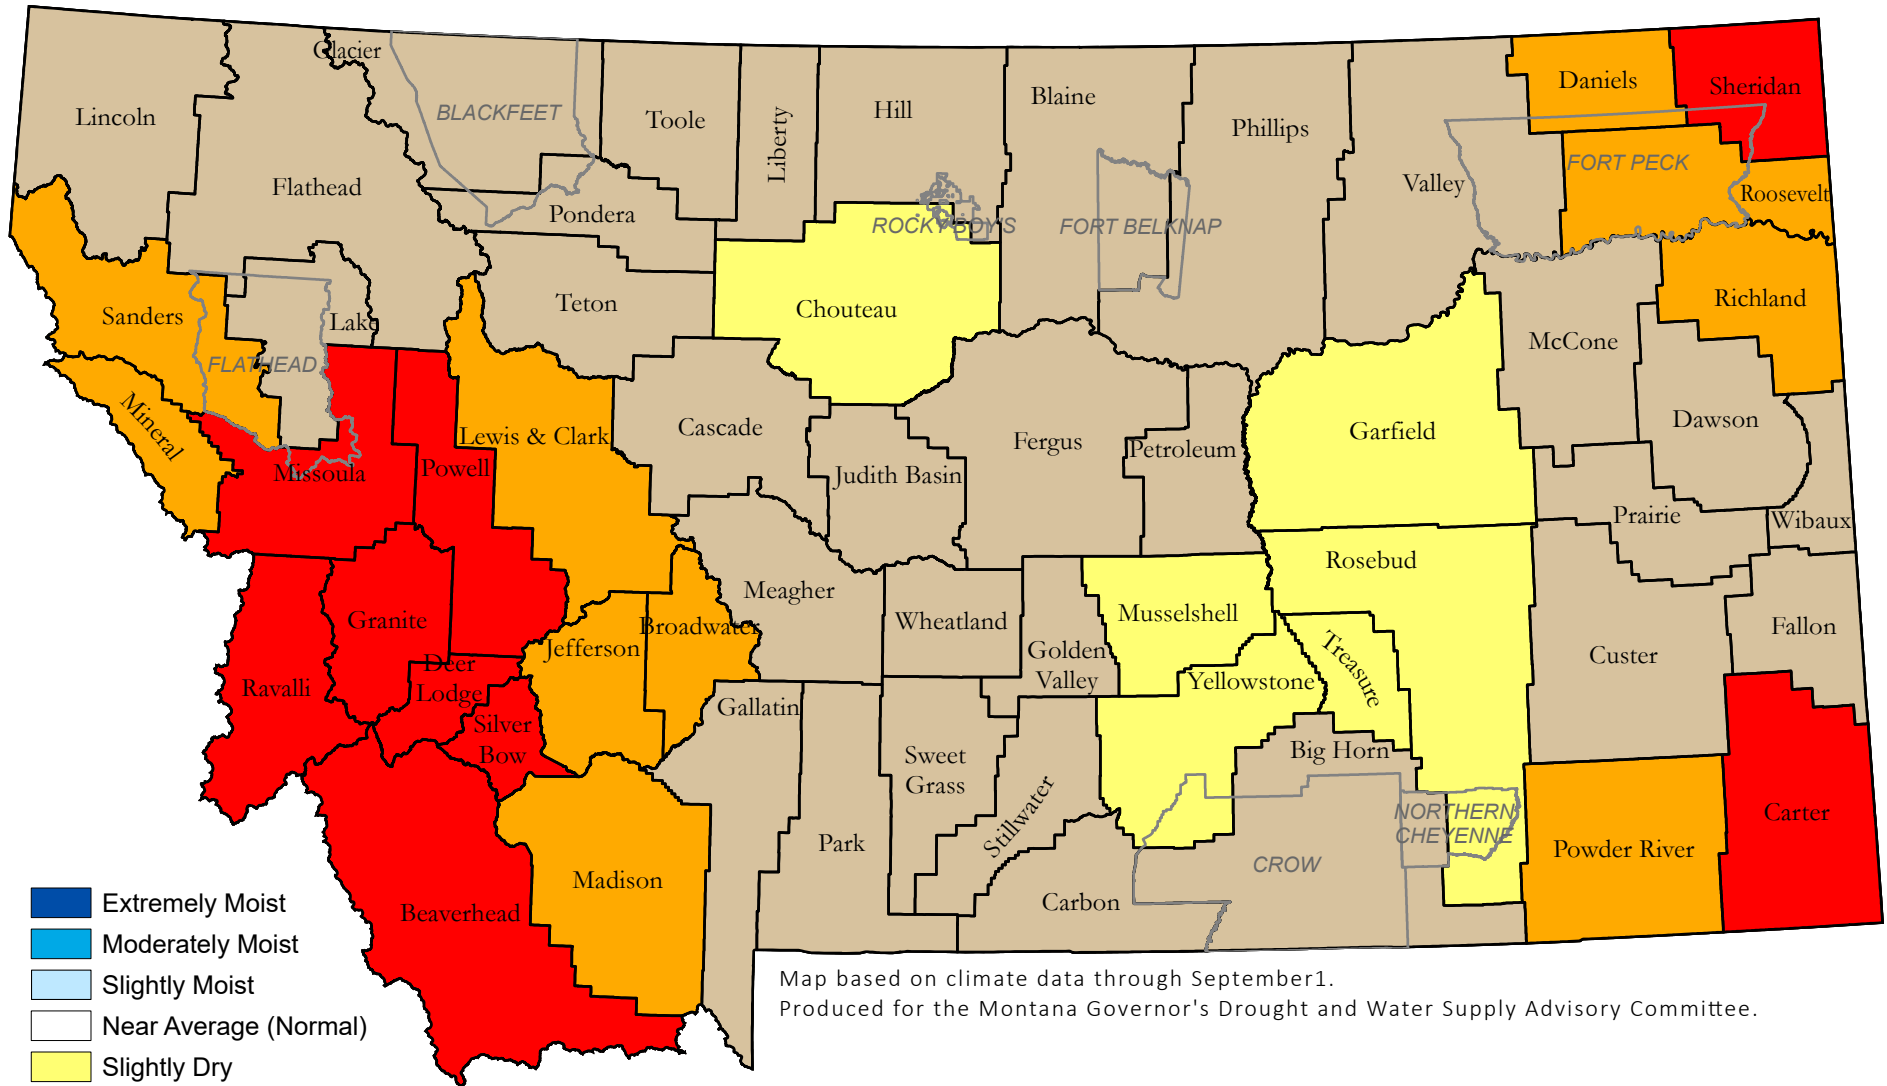 Glacier
Lincoln
BLACKFEET
Toole
Liberty
Hill
Blaine
Phillips
Daniels
Sheridan
Flathead
Pondera
ROCKY BOYS
FORT BELKNAP
Valley
FORT PECK
Roosevelt
Sanders
FLATHEAD
Lake
Teton
Chouteau
McCone
Richland
Mineral
Missoula
Powell
Lewis & Clark
Cascade
Judith Basin
Fergus
Petroleum
Garfield
Dawson
Prairie
Wibaux
Ravalli
Granite
Deer
Lodge
Silver
Bow
Jefferson
Broadwater
Meagher
Wheatland
Golden
Valley
Musselshell
Rosebud
Treasure
Yellowstone
Custer
Fallon
Gallatin
Sweet
Grass
Stillwater
Big Horn
NORTHERN
CHEYENNE
CROW
Powder River
Carter
Beaverhead
Madison
Park
Carbon
Extremely Moist
Moderately Moist
Slightly Moist
Near Average (Normal)
Slightly Dry
Map based on climate data through September1.
Produced for the Montana Governor's Drought and Water Supply Advisory Committee.